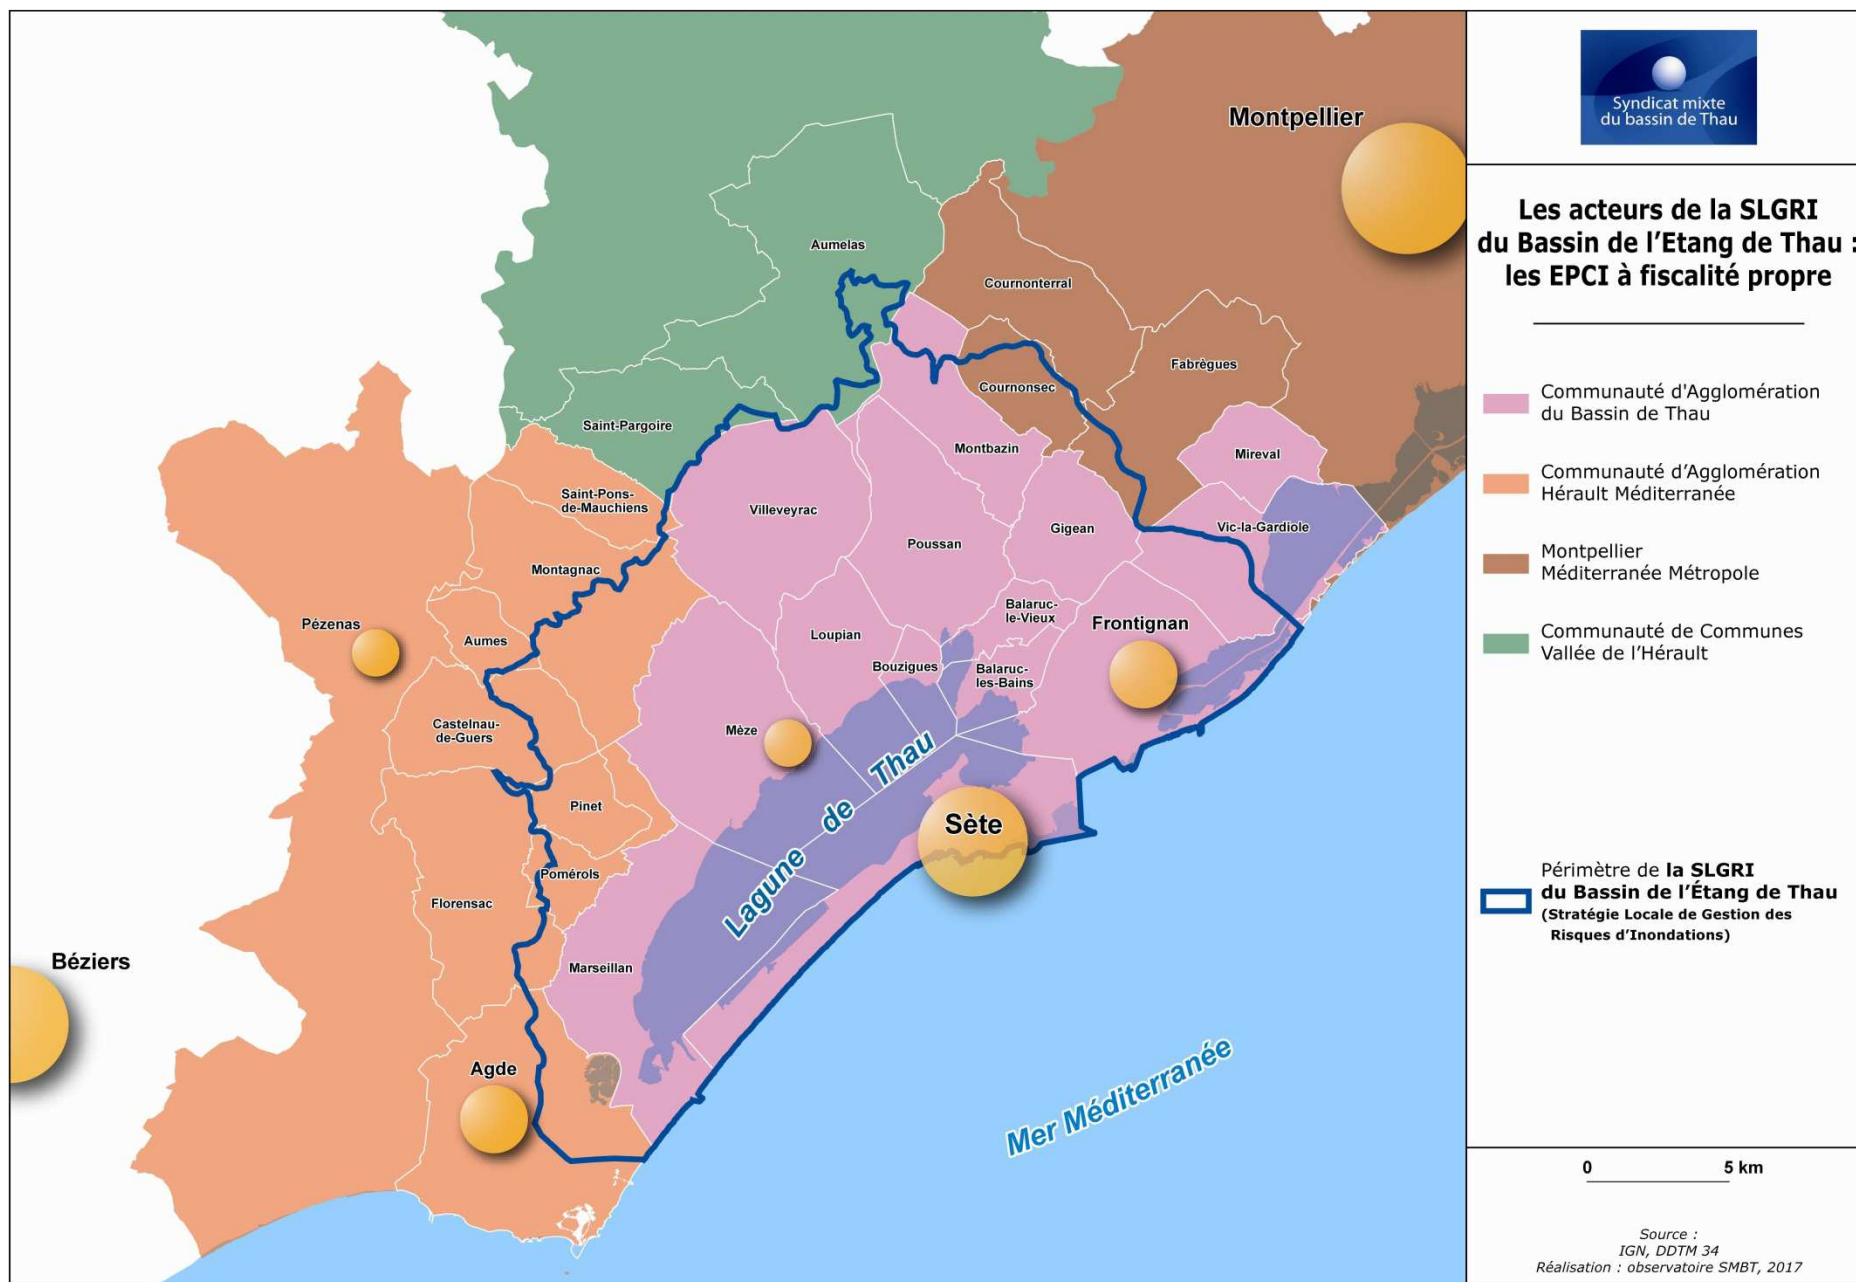 Montpellier
Aumelas
Cournonterral
Fabrègues
Cournonsec
Saint-Pargoire
Montbazin
Mireval
Saint-Pons-
de-Mauchiens
Villeveyrac
Gigean
Vic-la-Gardiole
Poussan
Montagnac
Balaruc-
le-Vieux
Pézenas
Aumes
Loupian
Frontignan
Bouzigues
Balaruc-
les-Bains
Castelnau-
de-Guers
Mèze
Lagune de Thau
Pinet
Sète
Pomérols
Florensac
Béziers
Marseillan
Agde
Mer Méditerranée
Syndicat mixte
du bassin de Thau
Les acteurs de la SLGRI
du Bassin de l'Etang de Thau :
les EPCI à fiscalité propre
Communauté d'Agglomération
du Bassin de Thau
Communauté d'Agglomération
Hérault Méditerranée
Montpellier
Méditerranée Métropole
Communauté de Communes
Vallée de l'Hérault
Périmètre de la SLGRI
du Bassin de l'Étang de Thau
(Stratégie Locale de Gestion des
Risques d'Inondations)
0 5 km
Source :
IGN, DDTM 34
Réalisation : observatoire SMBT, 2017